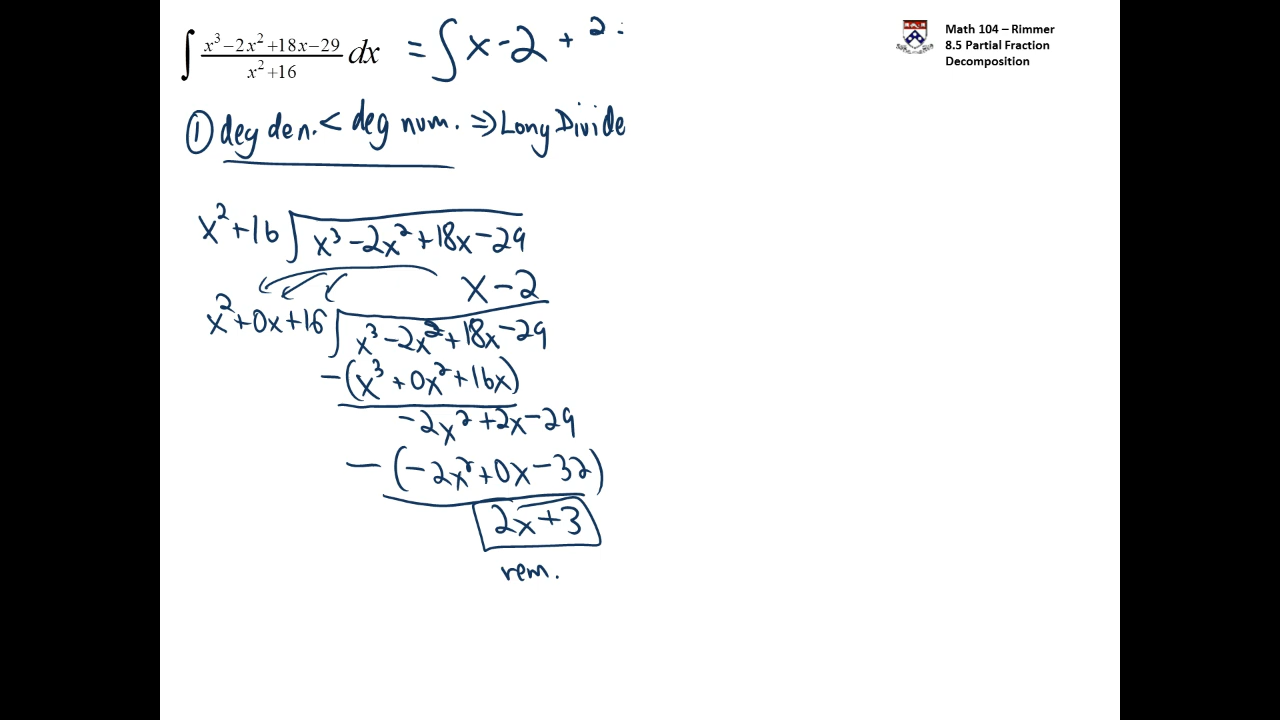 ∫ (x³−2x²+18x−29)/(x²+16) dx = ∫ x - 2 + 2
Math 104 – Rimmer
8.5 Partial Fraction
Decomposition
① deg den. < deg num. ⇒ Long Divide
x² + 16 ) x³ - 2x² + 18x - 29
x - 2
x² + 0x + 16 ) x³ - 2x² + 18x - 29
- (x³ + 0x² + 16x)
-2x² + 2x - 29
- (-2x² + 0x - 32)
2x + 3
rem.